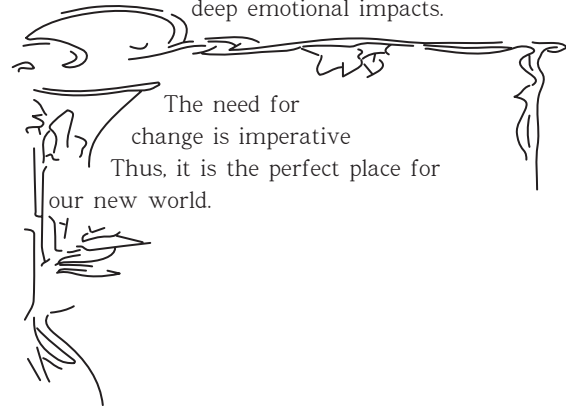 deep emotional impacts.
The need for
change is imperative
Thus, it is the perfect place for
our new world.